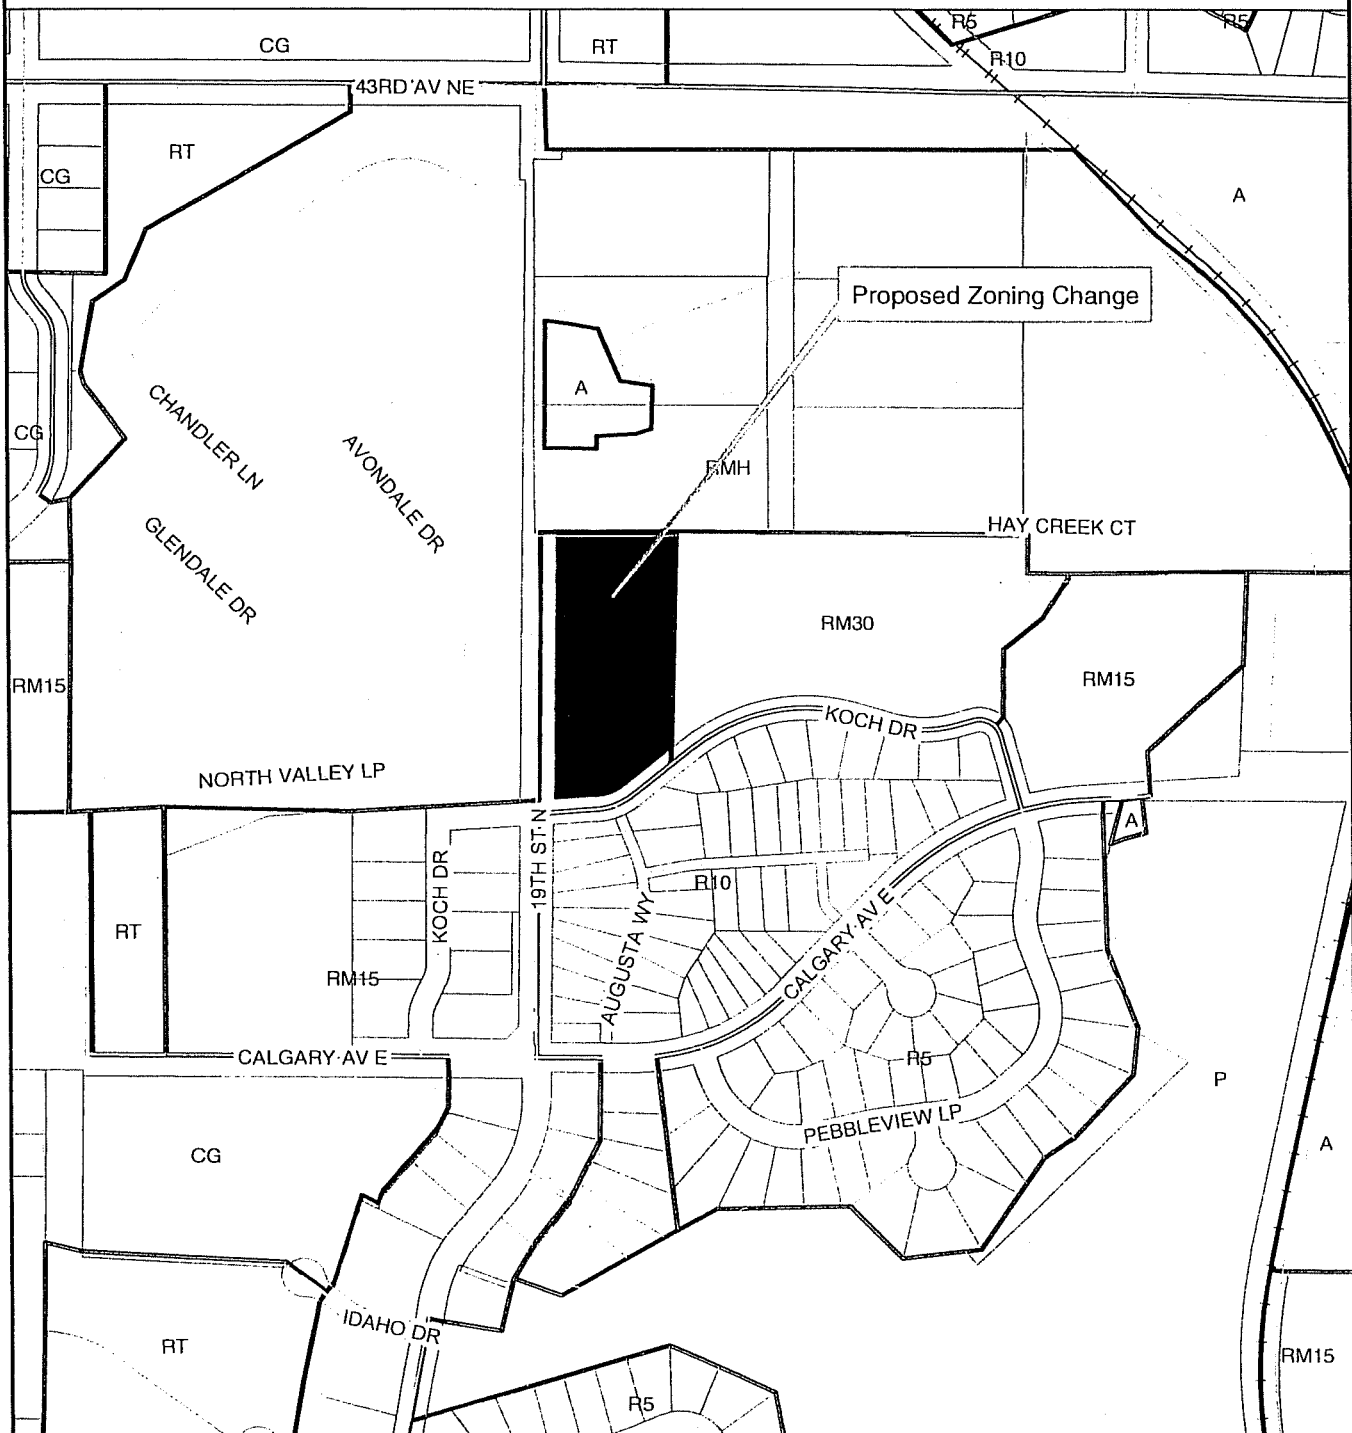 R5
R5
CG
RT
R10
43RD AV NE
RT
CG
A
Proposed Zoning Change
A
CHANDLER LN
AVONDALE DR
CG
RMH
HAY CREEK CT
GLENDALE DR
RM30
RM15
RM15
KOCH DR
NORTH VALLEY LP
A
19TH ST N
KOCH DR
R10
RT
AUGUSTA WY
CALGARY AV E
RM15
CALGARY AV E
R5
P
PEBBLEVIEW LP
A
CG
IDAHO DR
RT
RM15
R5